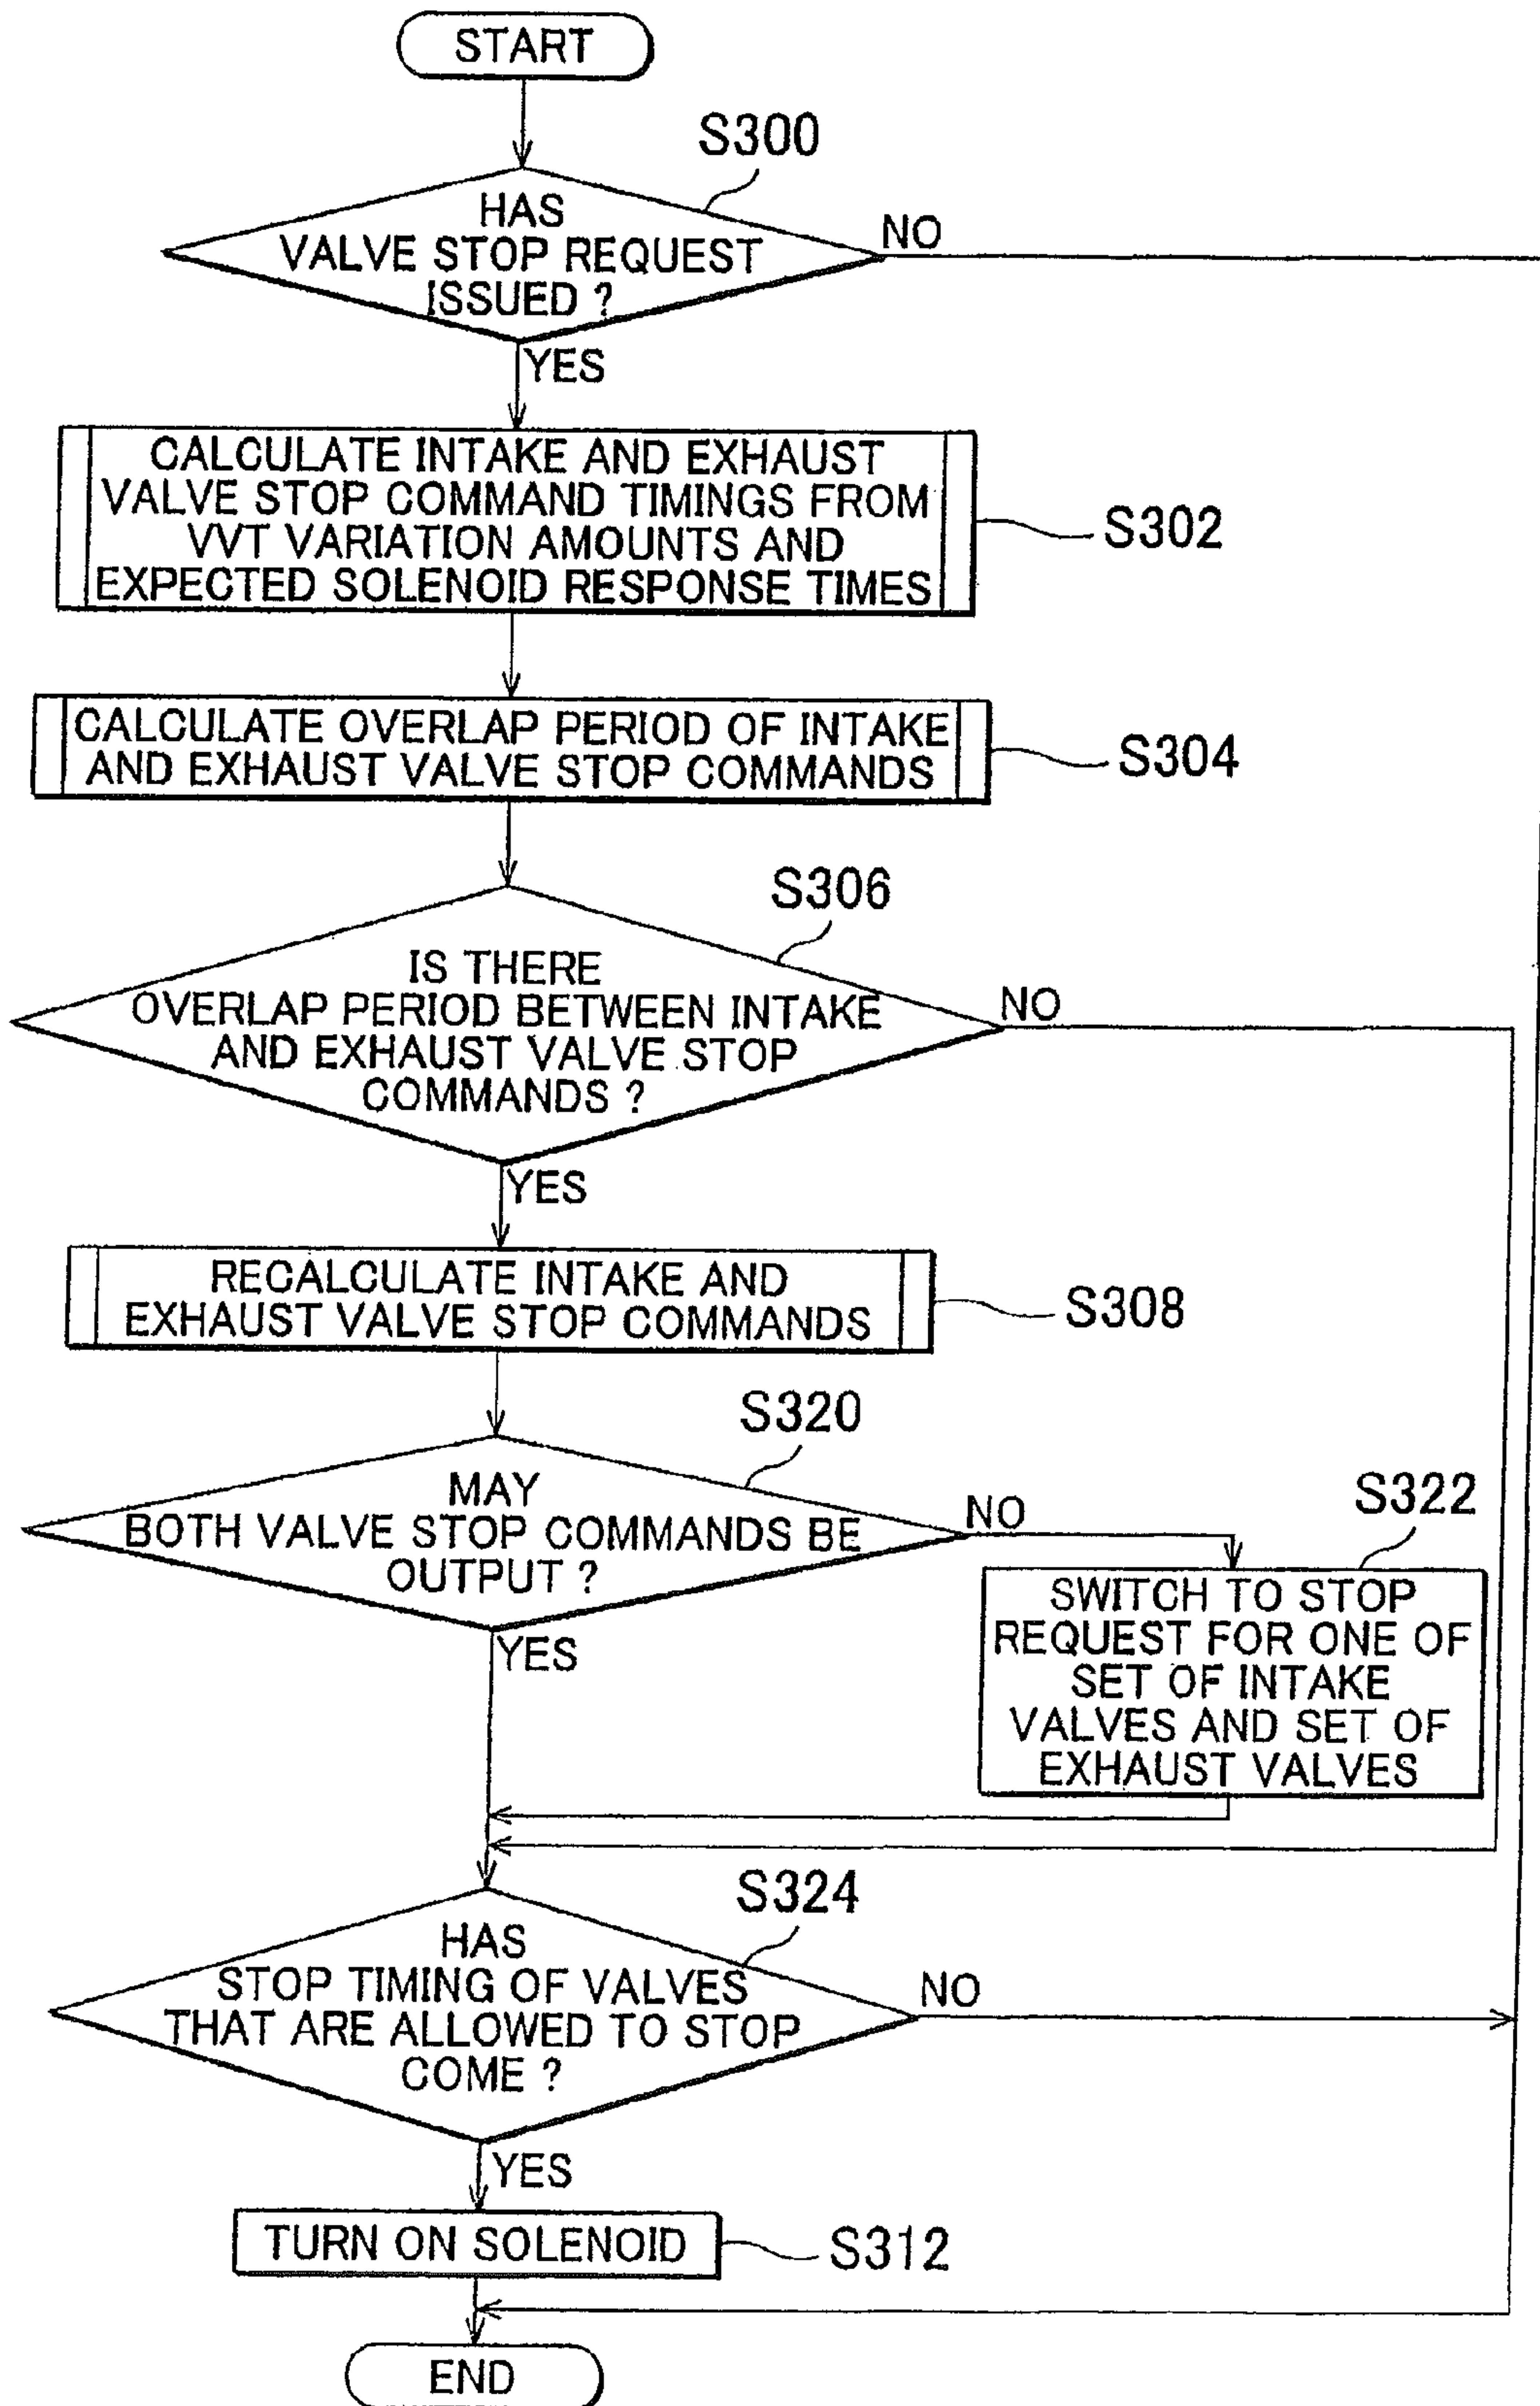 START
S300
HAS
VALVE STOP REQUEST
ISSUED ?
NO
YES
CALCULATE INTAKE AND EXHAUST
VALVE STOP COMMAND TIMINGS FROM
VVT VARIATION AMOUNTS AND
EXPECTED SOLENOID RESPONSE TIMES
S302
CALCULATE OVERLAP PERIOD OF INTAKE
AND EXHAUST VALVE STOP COMMANDS
S304
S306
IS THERE
OVERLAP PERIOD BETWEEN INTAKE
AND EXHAUST VALVE STOP
COMMANDS ?
NO
YES
RECALCULATE INTAKE AND
EXHAUST VALVE STOP COMMANDS
S308
S320
MAY
BOTH VALVE STOP COMMANDS BE
OUTPUT ?
NO
YES
S322
SWITCH TO STOP
REQUEST FOR ONE OF
SET OF INTAKE
VALVES AND SET OF
EXHAUST VALVES
S324
HAS
STOP TIMING OF VALVES
THAT ARE ALLOWED TO STOP
COME ?
NO
YES
TURN ON SOLENOID
S312
END